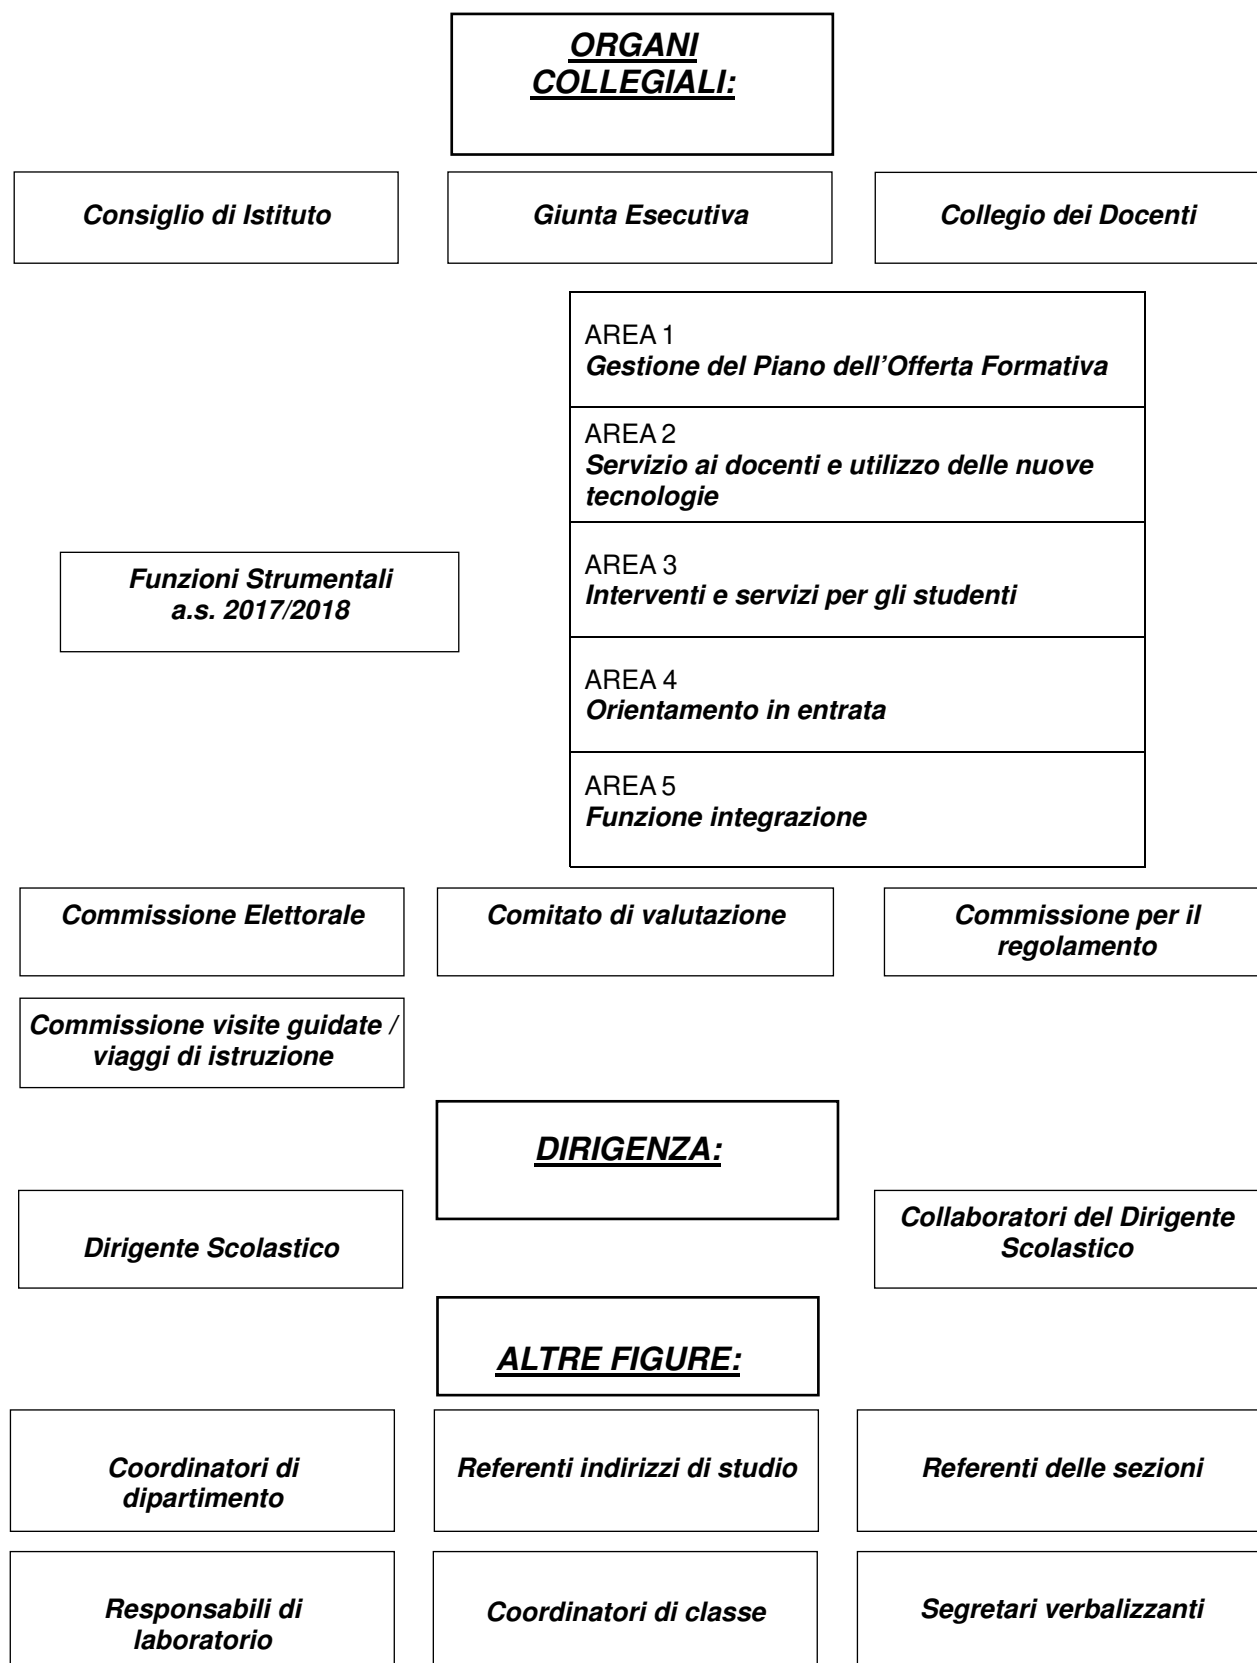 ORGANI
COLLEGIALI:
Consiglio di Istituto
Giunta Esecutiva
Collegio dei Docenti
AREA 1
Gestione del Piano dell’Offerta Formativa
AREA 2
Servizio ai docenti e utilizzo delle nuove
tecnologie
Funzioni Strumentali
a.s. 2017/2018
AREA 3
Interventi e servizi per gli studenti
AREA 4
Orientamento in entrata
AREA 5
Funzione integrazione
Commissione Elettorale
Comitato di valutazione
Commissione per il
regolamento
Commissione visite guidate /
viaggi di istruzione
DIRIGENZA:
Dirigente Scolastico
Collaboratori del Dirigente
Scolastico
ALTRE FIGURE:
Coordinatori di
dipartimento
Referenti indirizzi di studio
Referenti delle sezioni
Responsabili di
laboratorio
Coordinatori di classe
Segretari verbalizzanti